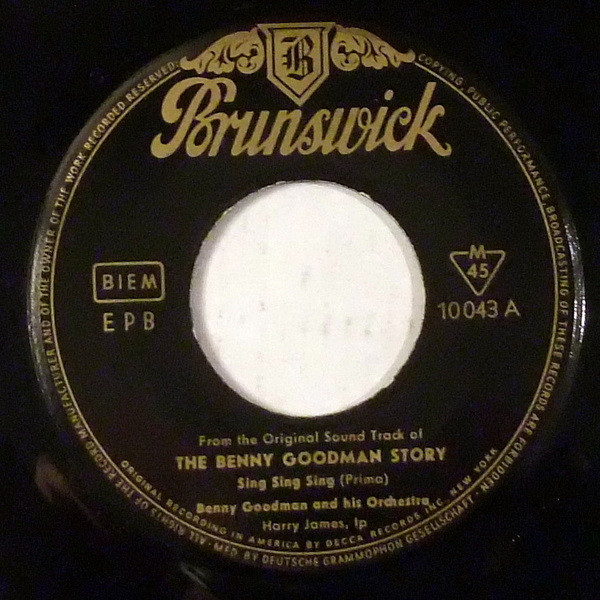 B
Brunswick
BIEM
EPB
M
45
10043 A
From the Original Sound Track of
THE BENNY GOODMAN STORY
Sing Sing Sing (Prima)
Benny Goodman and his Orchestra
Harry James, tp
ORIGINAL RECORDING IN AMERICA BY DECCA RECORDS INC. NEW YORK
ALL RIGHTS OF THE RECORD MANUFACTURER AND OF THE OWNER OF THE WORK RECORDED RESERVED. COPYING, PUBLIC PERFORMANCE, BROADCASTING OF THESE RECORDS ARE FORBIDDEN · MFD. BY DEUTSCHE GRAMMOPHON GESELLSCHAFT ·